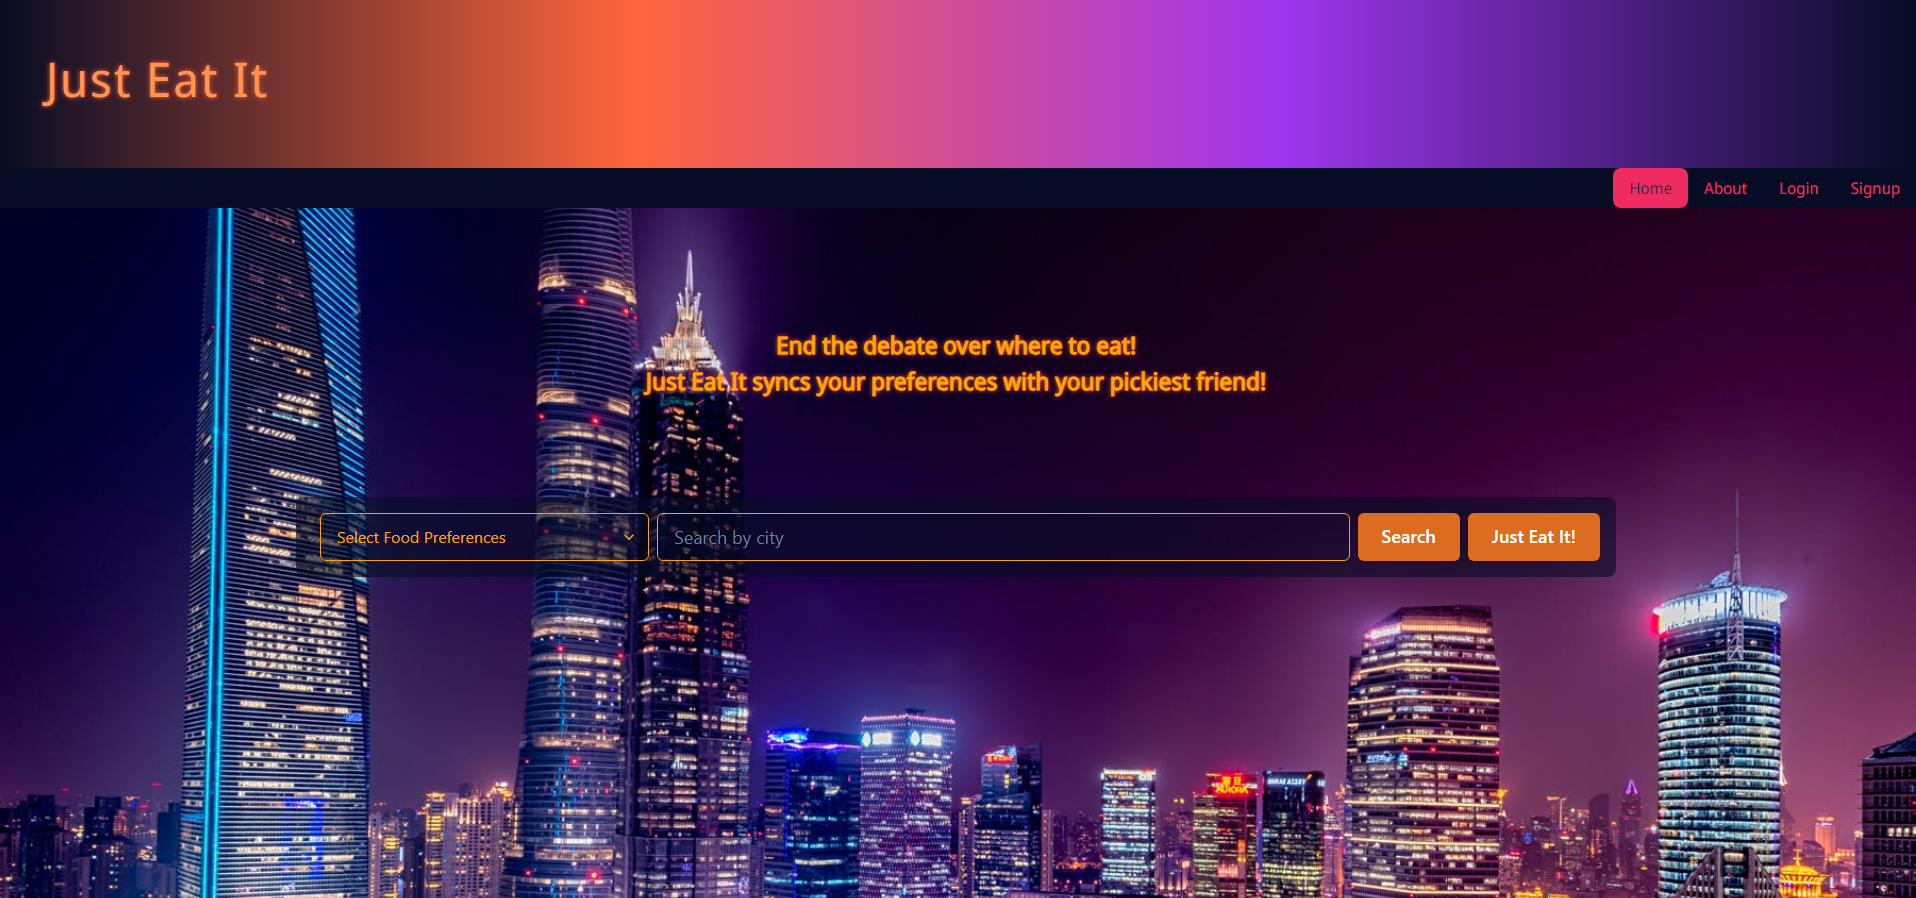 Just Eat It
Home About Login Signup
End the debate over where to eat!
Just Eat It syncs your preferences with your pickiest friend!
Select Food Preferences Search by city Search Just Eat It!
AURORA